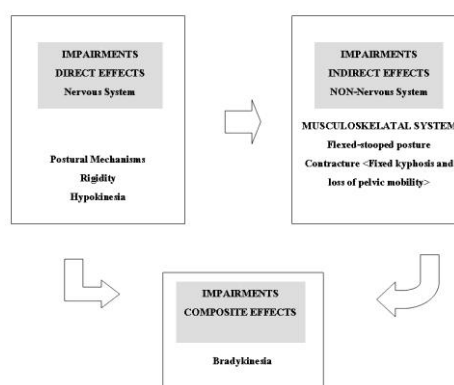 IMPAIRMENTS
DIRECT EFFECTS
Nervous System
Postural Mechanisms
Rigidity
Hypokinesia
IMPAIRMENTS
INDIRECT EFFECTS
NON-Nervous System
MUSCULOSKELATAL SYSTEM
Flexed-stooped posture
Contracture <Fixed kyphosis and
loss of pelvic mobility>
IMPAIRMENTS
COMPOSITE EFFECTS
Bradykinesia